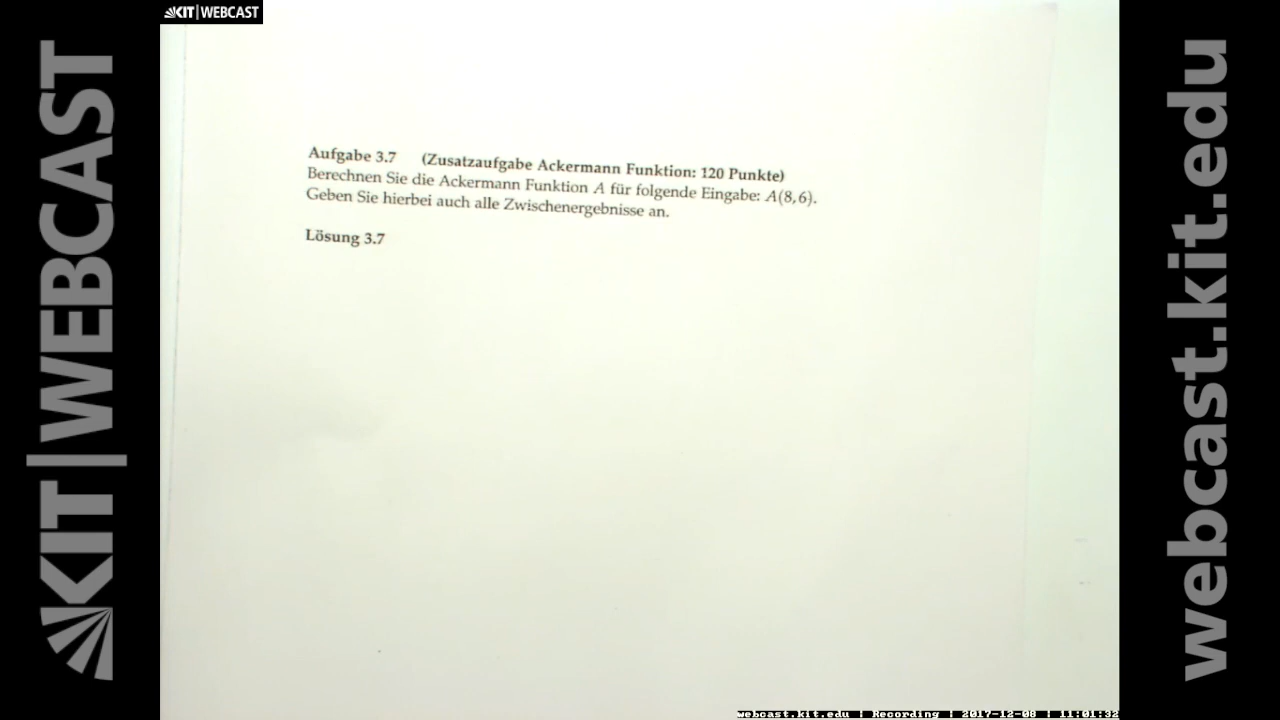 KIT|WEBCAST
KIT|WEBCAST
Aufgabe 3.7 (Zusatzaufgabe Ackermann Funktion: 120 Punkte)
Berechnen Sie die Ackermann Funktion A für folgende Eingabe: A(8,6).
Geben Sie hierbei auch alle Zwischenergebnisse an.
Lösung 3.7
webcast.kit.edu
webcast.kit.edu | Recording | 2017-12-08 | 11:01:32